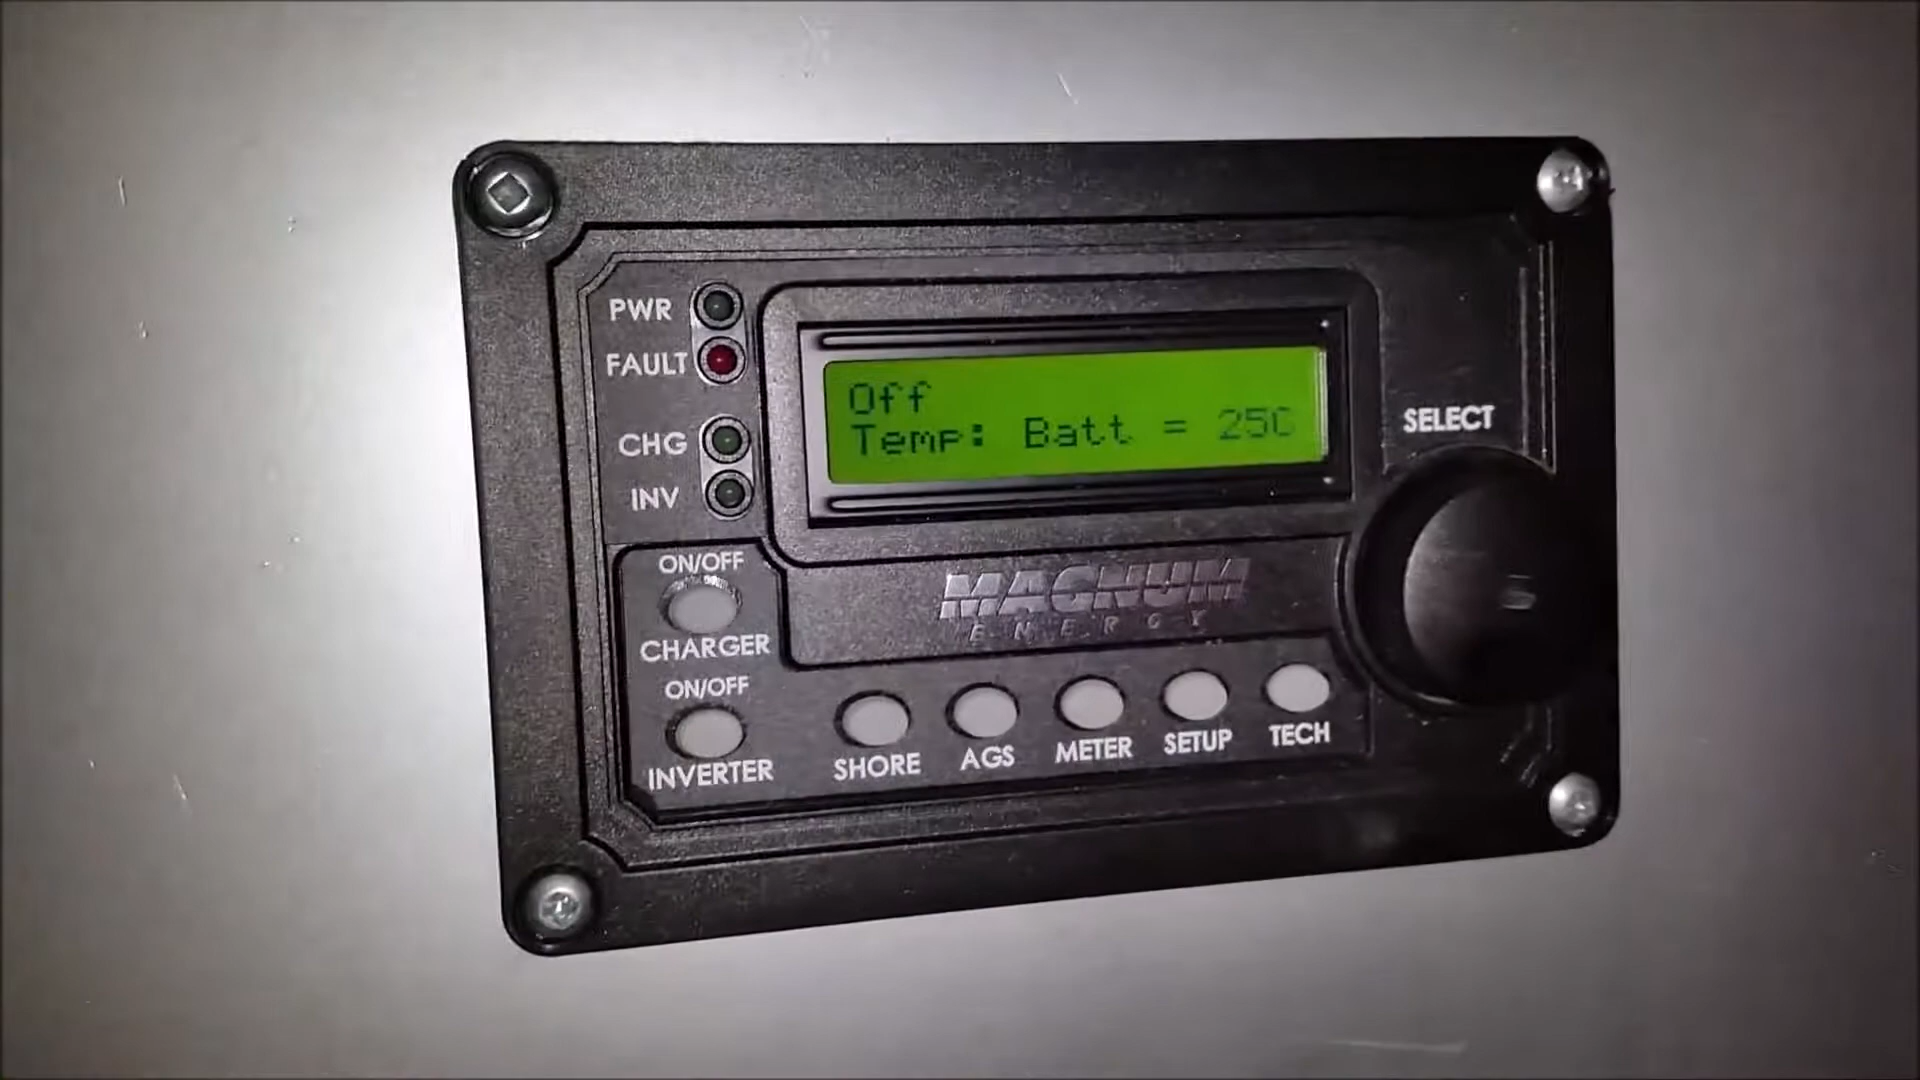 PWR
FAULT
CHG
INV
Off
Temp: Batt = 25C
SELECT
ON/OFF
CHARGER
ON/OFF
INVERTER
MAGNUM
ENERGY
SHORE
AGS
METER
SETUP
TECH